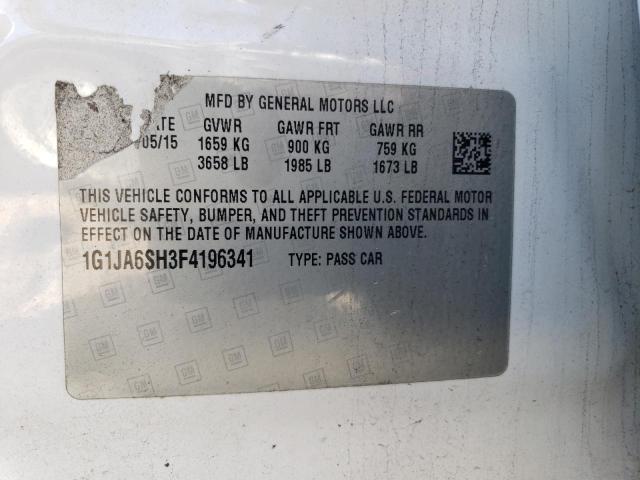 MFD BY GENERAL MOTORS LLC
ATE GVWR GAWR FRT GAWR RR
/05/15 1659 KG 900 KG 759 KG
3658 LB 1985 LB 1673 LB
THIS VEHICLE CONFORMS TO ALL APPLICABLE U.S. FEDERAL MOTOR
VEHICLE SAFETY, BUMPER, AND THEFT PREVENTION STANDARDS IN
EFFECT ON THE DATE OF MANUFACTURE SHOWN ABOVE.
1G1JA6SH3F4196341 TYPE: PASS CAR